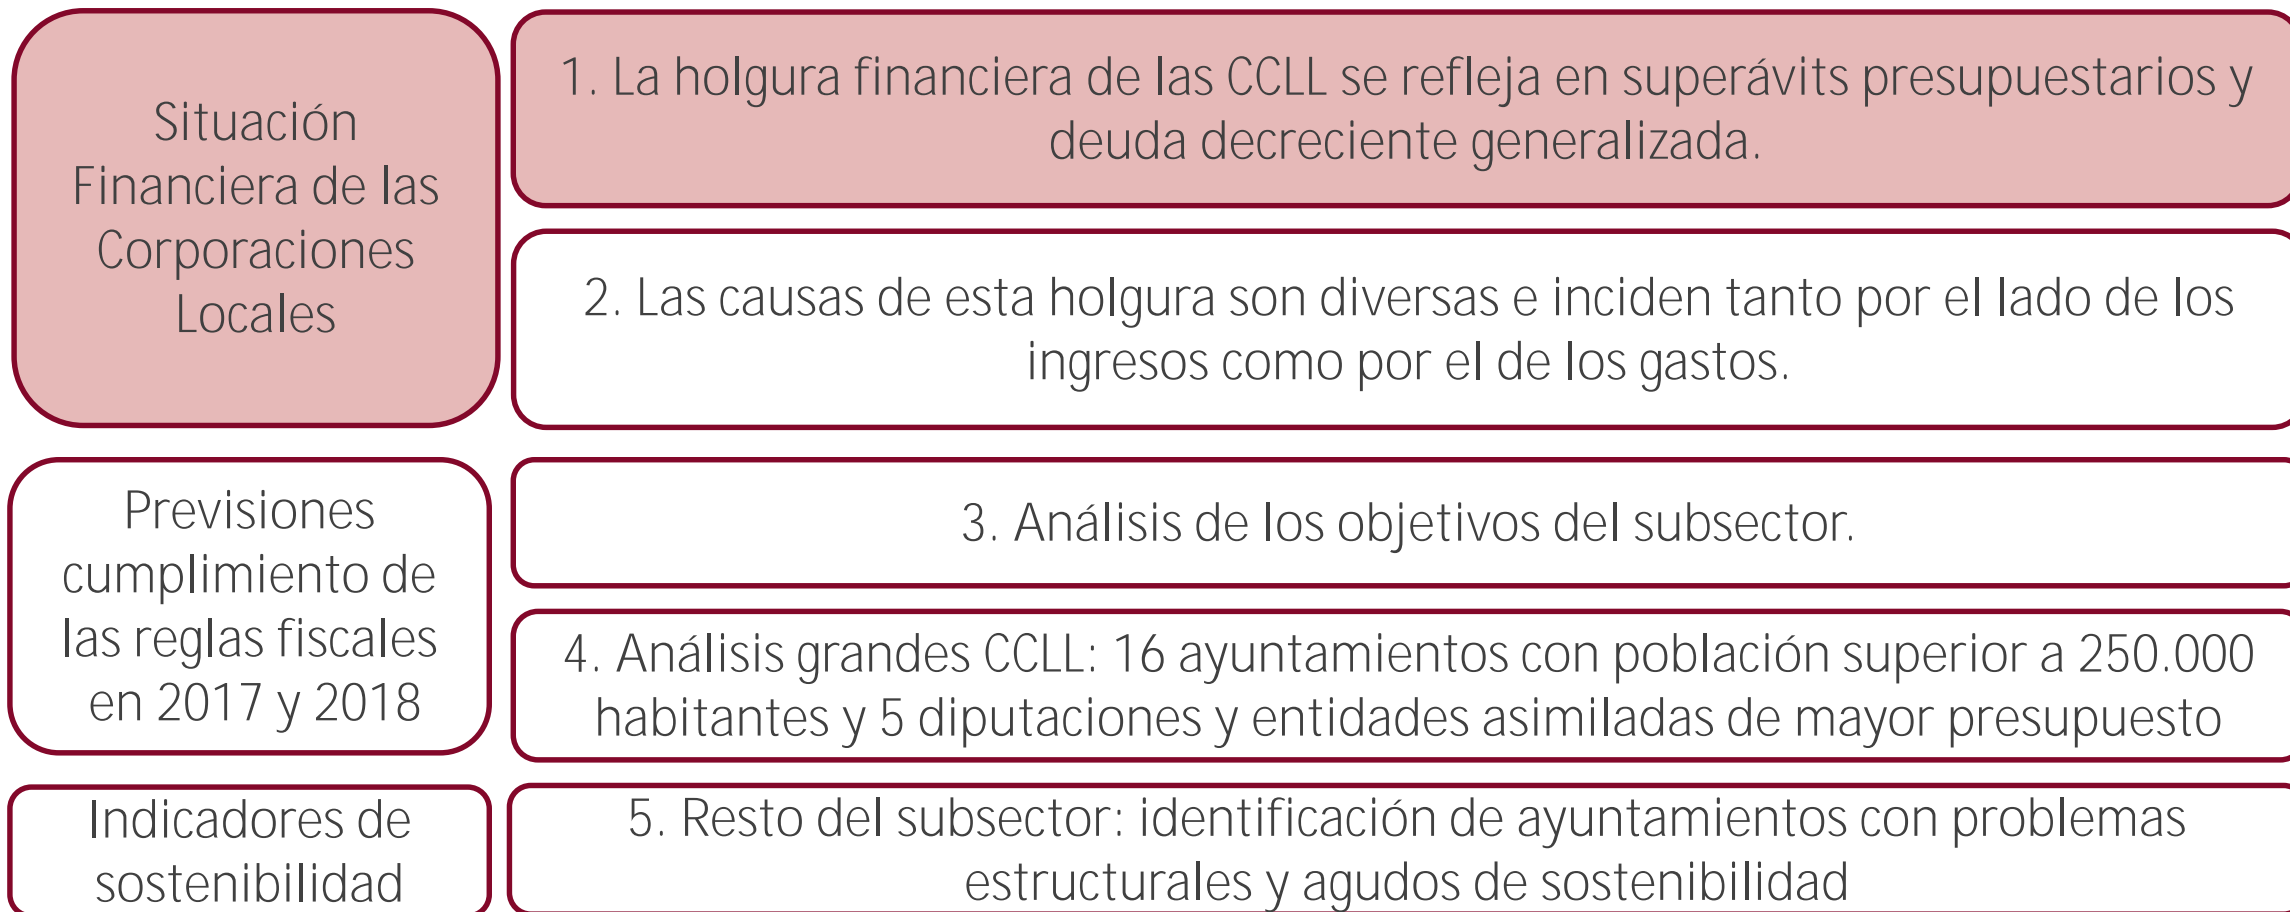 Situación
Financiera de las
Corporaciones
Locales
1. La holgura financiera de las CCLL se refleja en superávits presupuestarios y
deuda decreciente generalizada.
2. Las causas de esta holgura son diversas e inciden tanto por el lado de los
ingresos como por el de los gastos.
Previsiones
cumplimiento de
las reglas fiscales
en 2017 y 2018
3. Análisis de los objetivos del subsector.
4. Análisis grandes CCLL: 16 ayuntamientos con población superior a 250.000
habitantes y 5 diputaciones y entidades asimiladas de mayor presupuesto
Indicadores de
sostenibilidad
5. Resto del subsector: identificación de ayuntamientos con problemas
estructurales y agudos de sostenibilidad